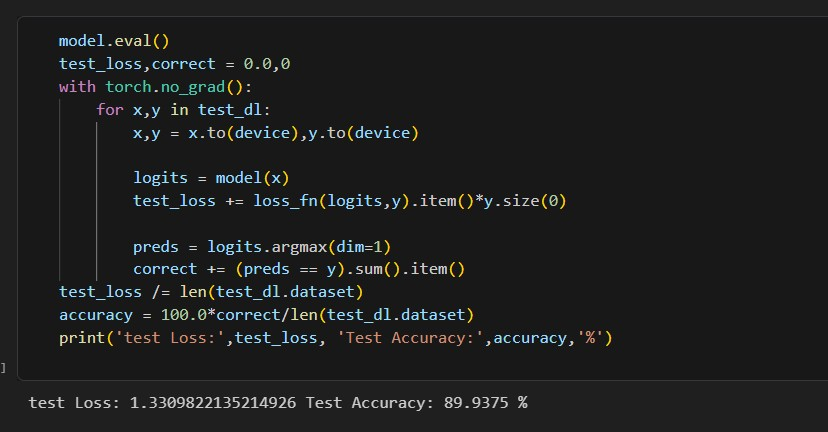 model.eval()
test_loss,correct = 0.0,0
with torch.no_grad():
    for x,y in test_dl:
        x,y = x.to(device),y.to(device)

        logits = model(x)
        test_loss += loss_fn(logits,y).item()*y.size(0)

        preds = logits.argmax(dim=1)
        correct += (preds == y).sum().item()
test_loss /= len(test_dl.dataset)
accuracy = 100.0*correct/len(test_dl.dataset)
print('test Loss:',test_loss, 'Test Accuracy:',accuracy,'%')
]
test Loss: 1.3309822135214926 Test Accuracy: 89.9375 %